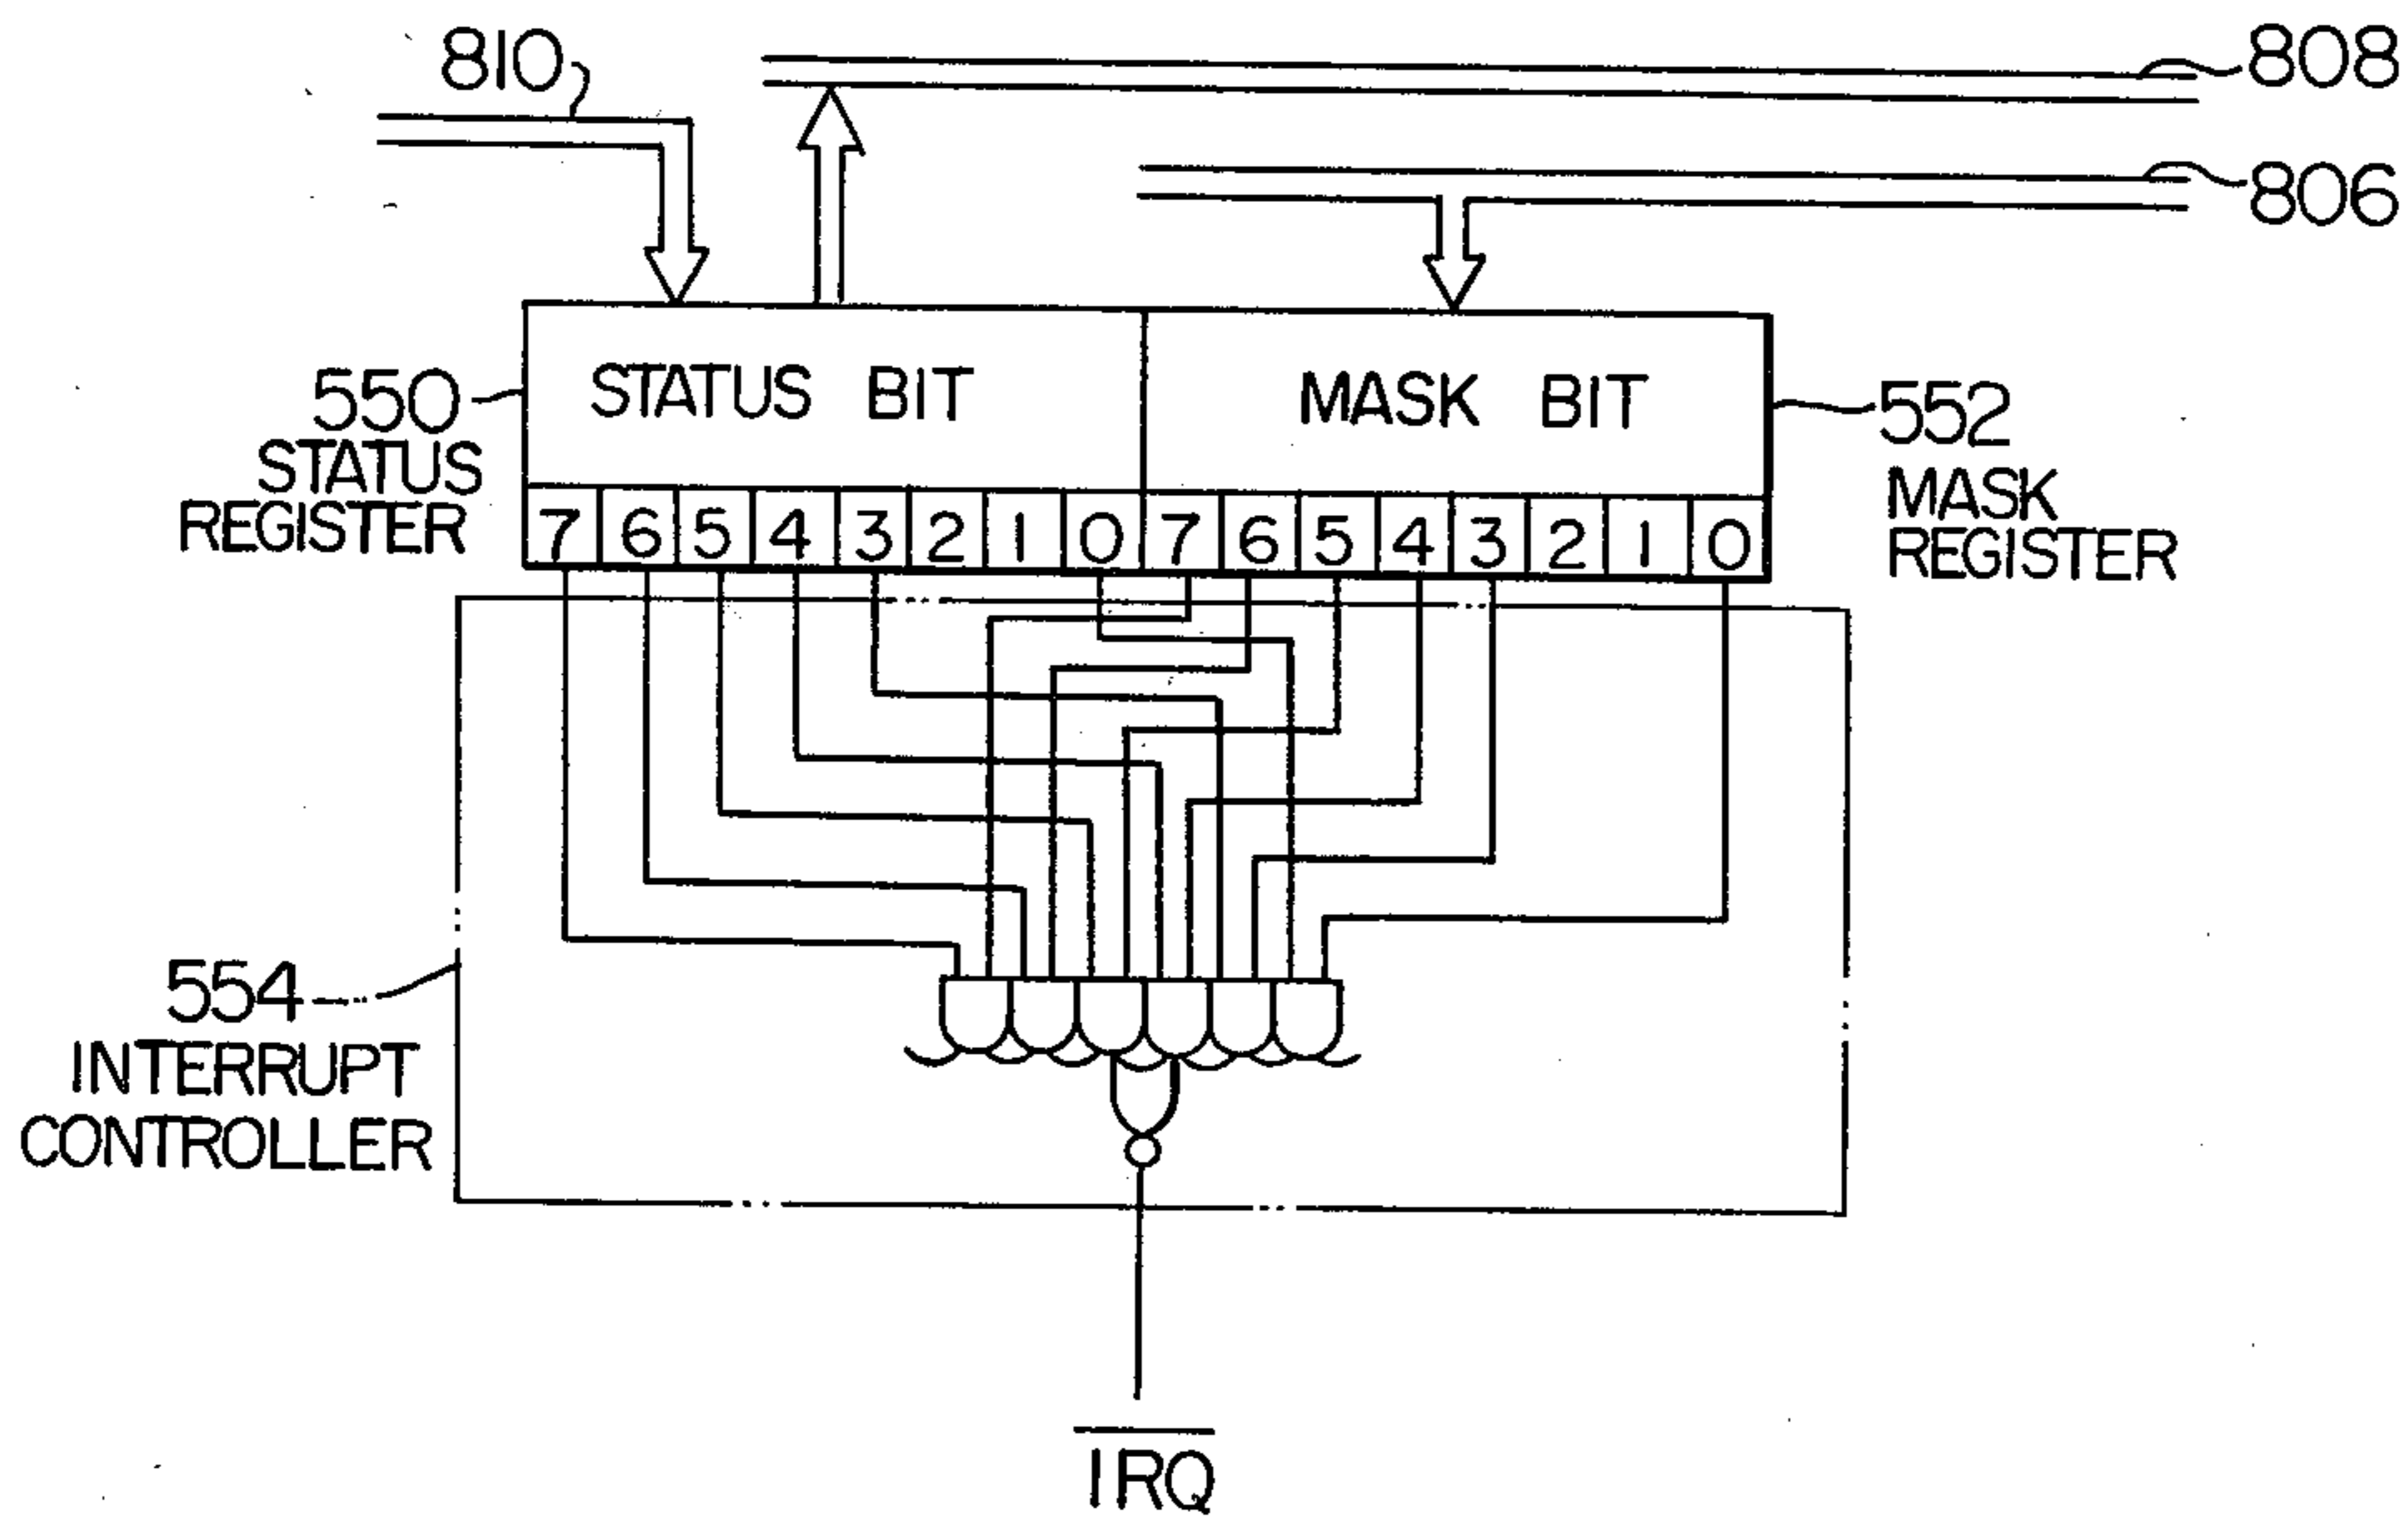 810
808
806
550
STATUS
REGISTER
STATUS BIT
MASK BIT
552
MASK
REGISTER
7 6 5 4 3 2 1 0 7 6 5 4 3 2 1 0
554
INTERRUPT
CONTROLLER
IRQ